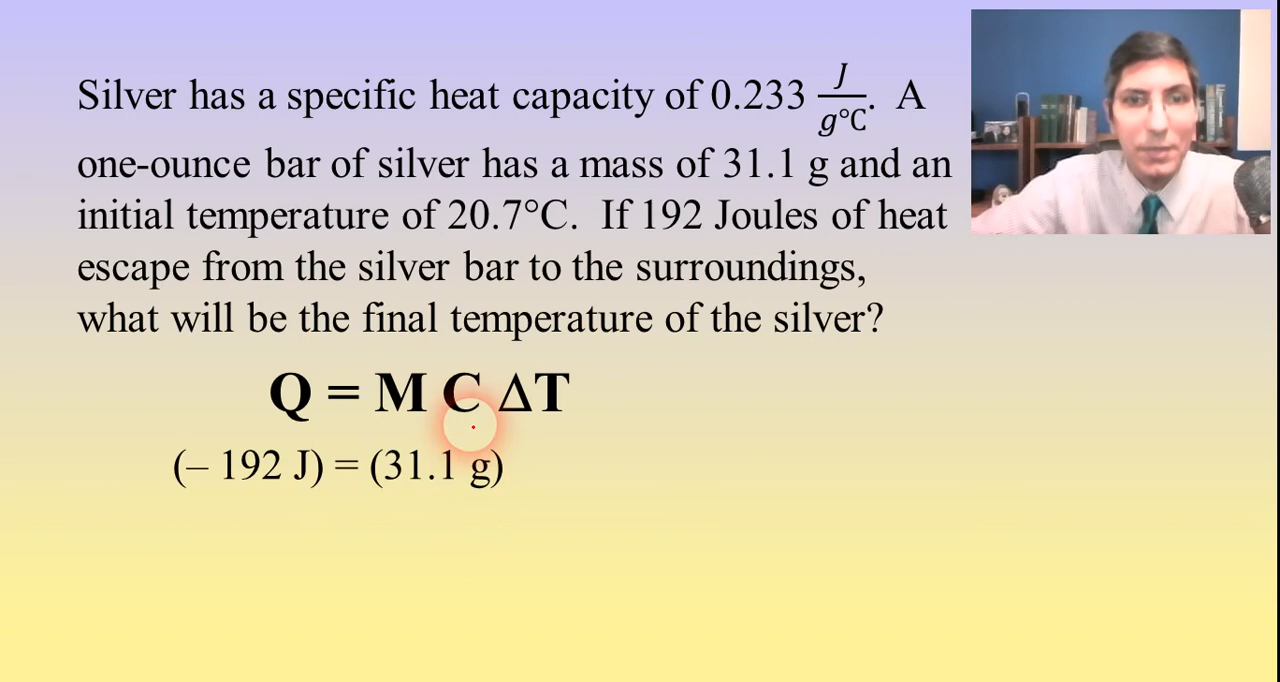 Silver has a specific heat capacity of 0.233 J/g°C. A
one-ounce bar of silver has a mass of 31.1 g and an
initial temperature of 20.7°C. If 192 Joules of heat
escape from the silver bar to the surroundings,
what will be the final temperature of the silver?
Q = M C ΔT
(– 192 J) = (31.1 g)